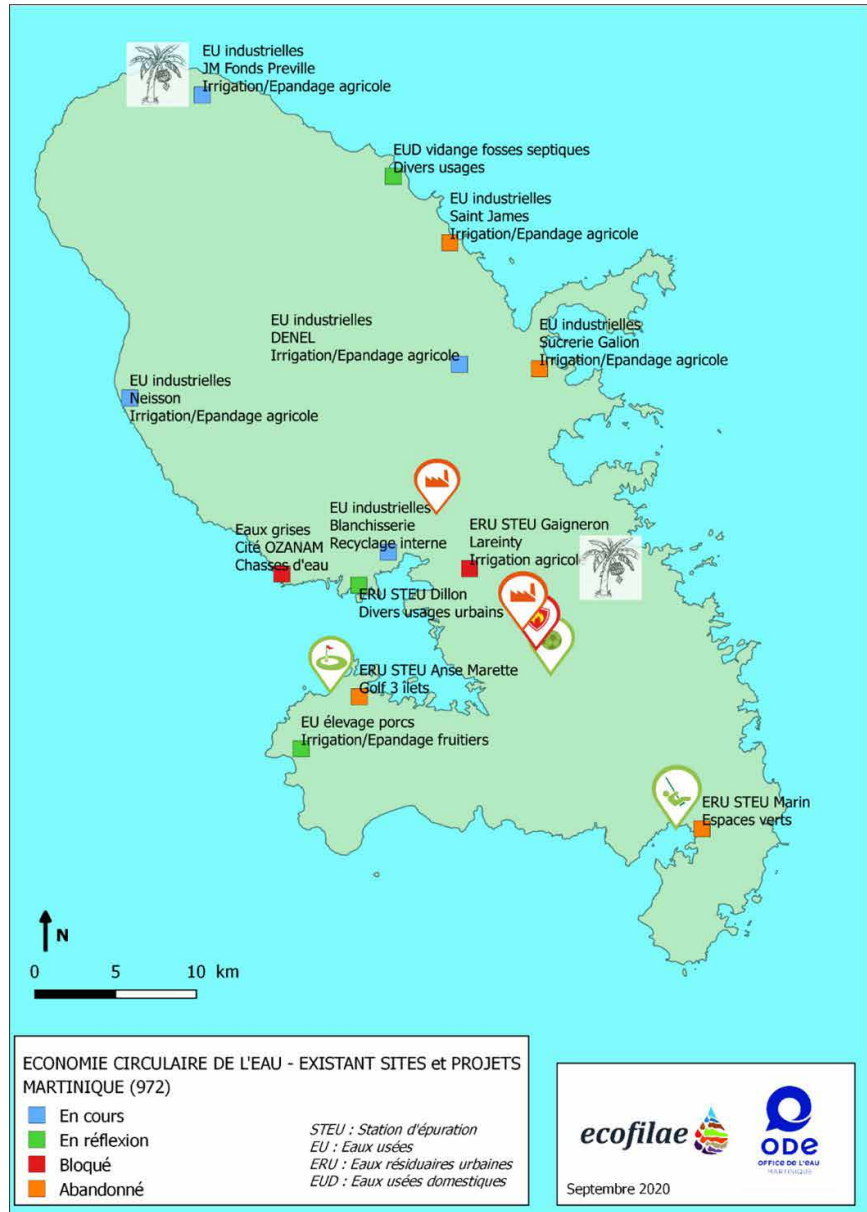 EU industrielles
JM Fonds Preville
Irrigation/Epandage agricole
EUD vidange fosses septiques
Divers usages
EU industrielles
Saint James
Irrigation/Epandage agricole
EU industrielles
DENEL
Irrigation/Epandage agricole
EU industrielles
Sucrerie Galion
Irrigation/Epandage agricole
EU industrielles
Neisson
Irrigation/Epandage agricole
EU industrielles
Blanchisserie
Recyclage interne
ERU STEU Gaigneron
Lareinty
Irrigation agricole
Eaux grises
Cité OZANAM
Chasses d'eau
ERU STEU Dillon
Divers usages urbains
ERU STEU Anse Marette
Golf 3 îlets
EU élevage porcs
Irrigation/Epandage fruitiers
ERU STEU Marin
Espaces verts
N
0 5 10 km
ECONOMIE CIRCULAIRE DE L'EAU - EXISTANT SITES et PROJETS
MARTINIQUE (972)
En cours
En réflexion
Bloqué
Abandonné
STEU : Station d'épuration
EU : Eaux usées
ERU : Eaux résiduaires urbaines
EUD : Eaux usées domestiques
ecofilae
ODE
OFFICE DE L'EAU
MARTINIQUE
Septembre 2020